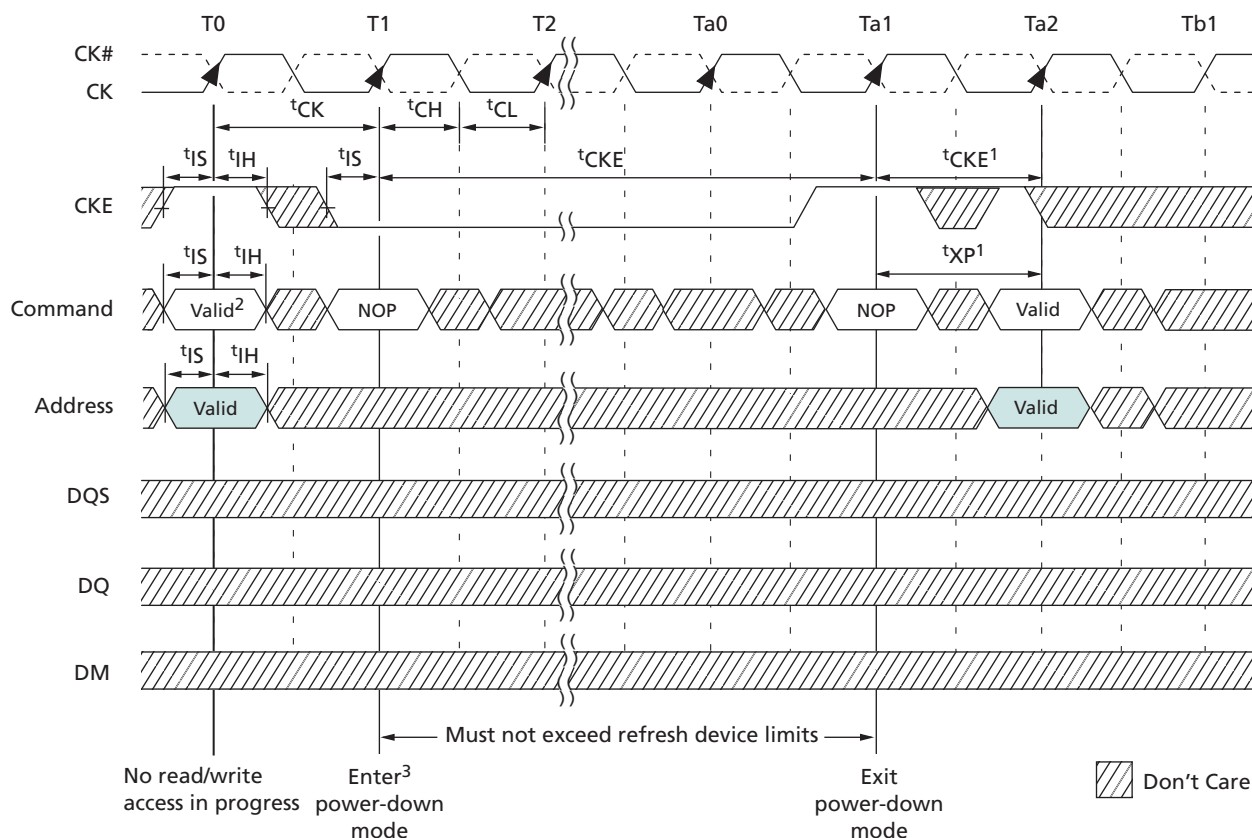 T0 T1 T2 Ta0 Ta1 Ta2 Tb1
CK#
CK
tCK tCH tCL
tIS tIH tIS tCKE tCKE1
CKE
tIS tIH tXP1
Command Valid2 NOP NOP Valid
tIS tIH
Address Valid Valid
DQS
DQ
DM
Must not exceed refresh device limits
No read/write
access in progress
Enter3
power-down
mode
Exit
power-down
mode
Don't Care